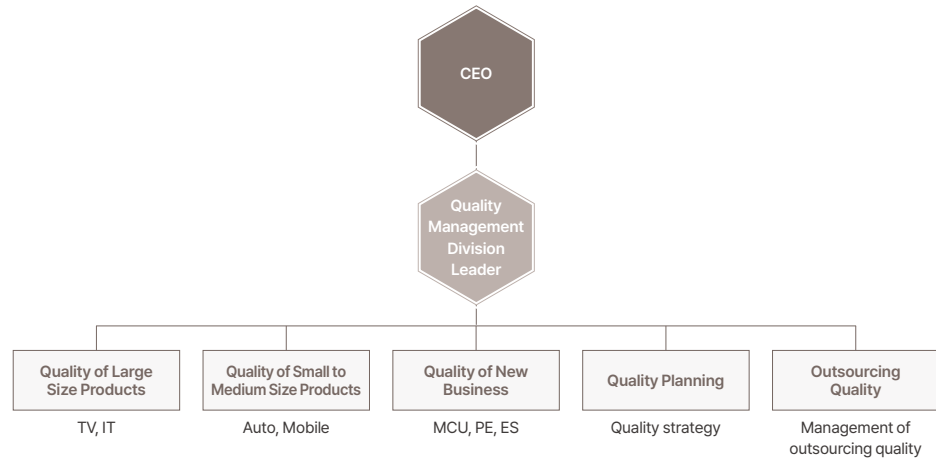 CEO
Quality
Management
Division
Leader
Quality of Large
Size Products
Quality of Small to
Medium Size Products
Quality of New
Business
Quality Planning
Outsourcing
Quality
TV, IT
Auto, Mobile
MCU, PE, ES
Quality strategy
Management of
outsourcing quality